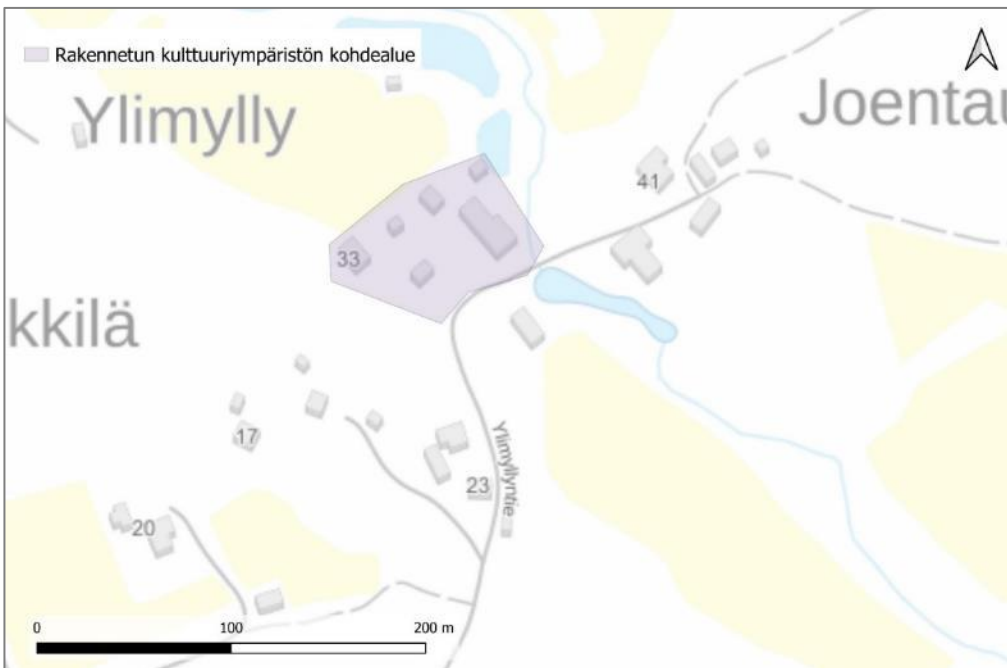 Rakennetun kulttuuriympäristön kohdealue
Ylimylly
Joentau
41
33
kkilä
17
23
Ylimyllyntie
20
0 100 200 m